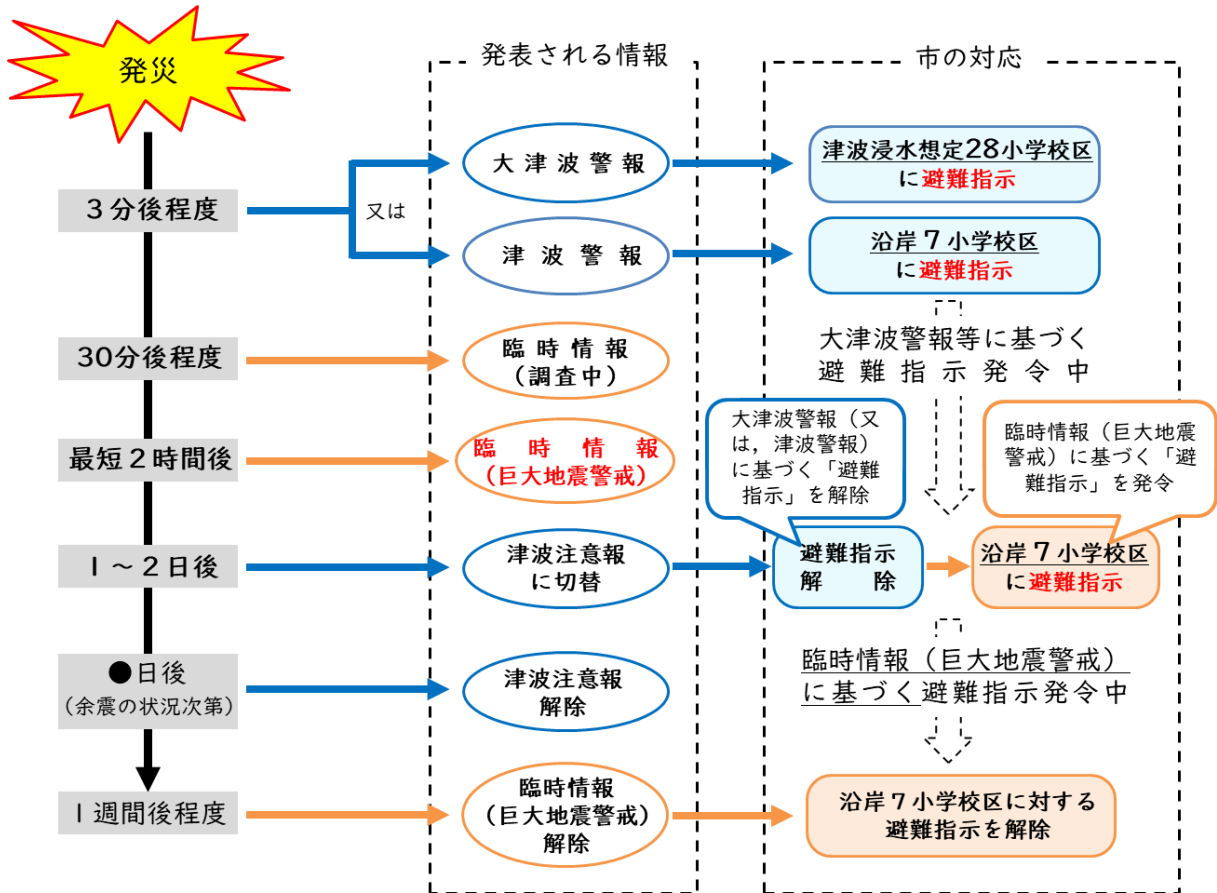 発災
発表される情報
市の対応
3分後程度
又は
大津波警報
津波浸水想定28小学校区
に避難指示
津波警報
沿岸7小学校区
に避難指示
30分後程度
臨時情報
(調査中)
大津波警報等に基づく
避難指示発令中
最短2時間後
臨時情報
(巨大地震警戒)
大津波警報（又
は，津波警報）
に基づく「避難
指示」を解除
臨時情報（巨大地震
警戒）に基づく「避
難指示」を発令
1～2日後
津波注意報
に切替
避難指示
解除
沿岸7小学校区
に避難指示
●日後
(余震の状況次第)
津波注意報
解除
臨時情報（巨大地震警戒）
に基づく避難指示発令中
1週間後程度
臨時情報
(巨大地震警戒)
解除
沿岸7小学校区に対する
避難指示を解除